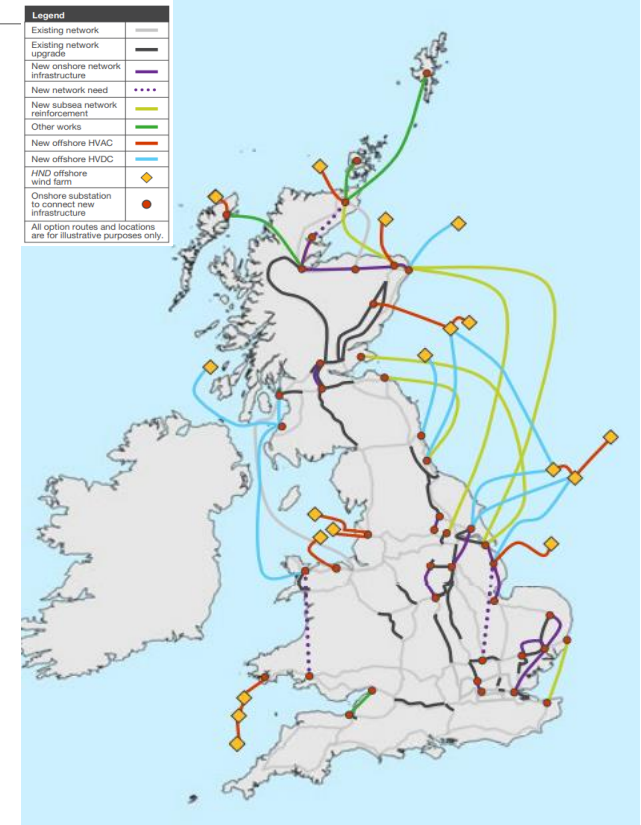 Legend
Existing network
Existing network
upgrade
New onshore network
infrastructure
New network need
New subsea network
reinforcement
Other works
New offshore HVAC
New offshore HVDC
HND offshore
wind farm
Onshore substation
to connect new
infrastructure
All option routes and locations
are for illustrative purposes only.